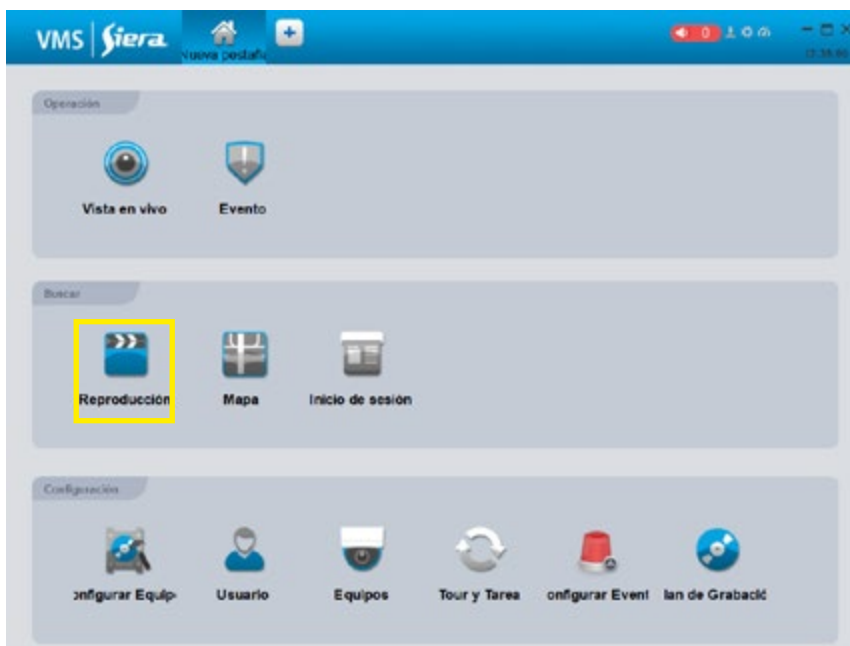 VMS Siera
Nueva pestaña
0
Operación
Vista en vivo
Evento
Buscar
Reproducción
Mapa
Inicio de sesión
Configuración
onfigurar Equip
Usuario
Equipos
Tour y Tarea
onfigurar Event
lan de Grabació